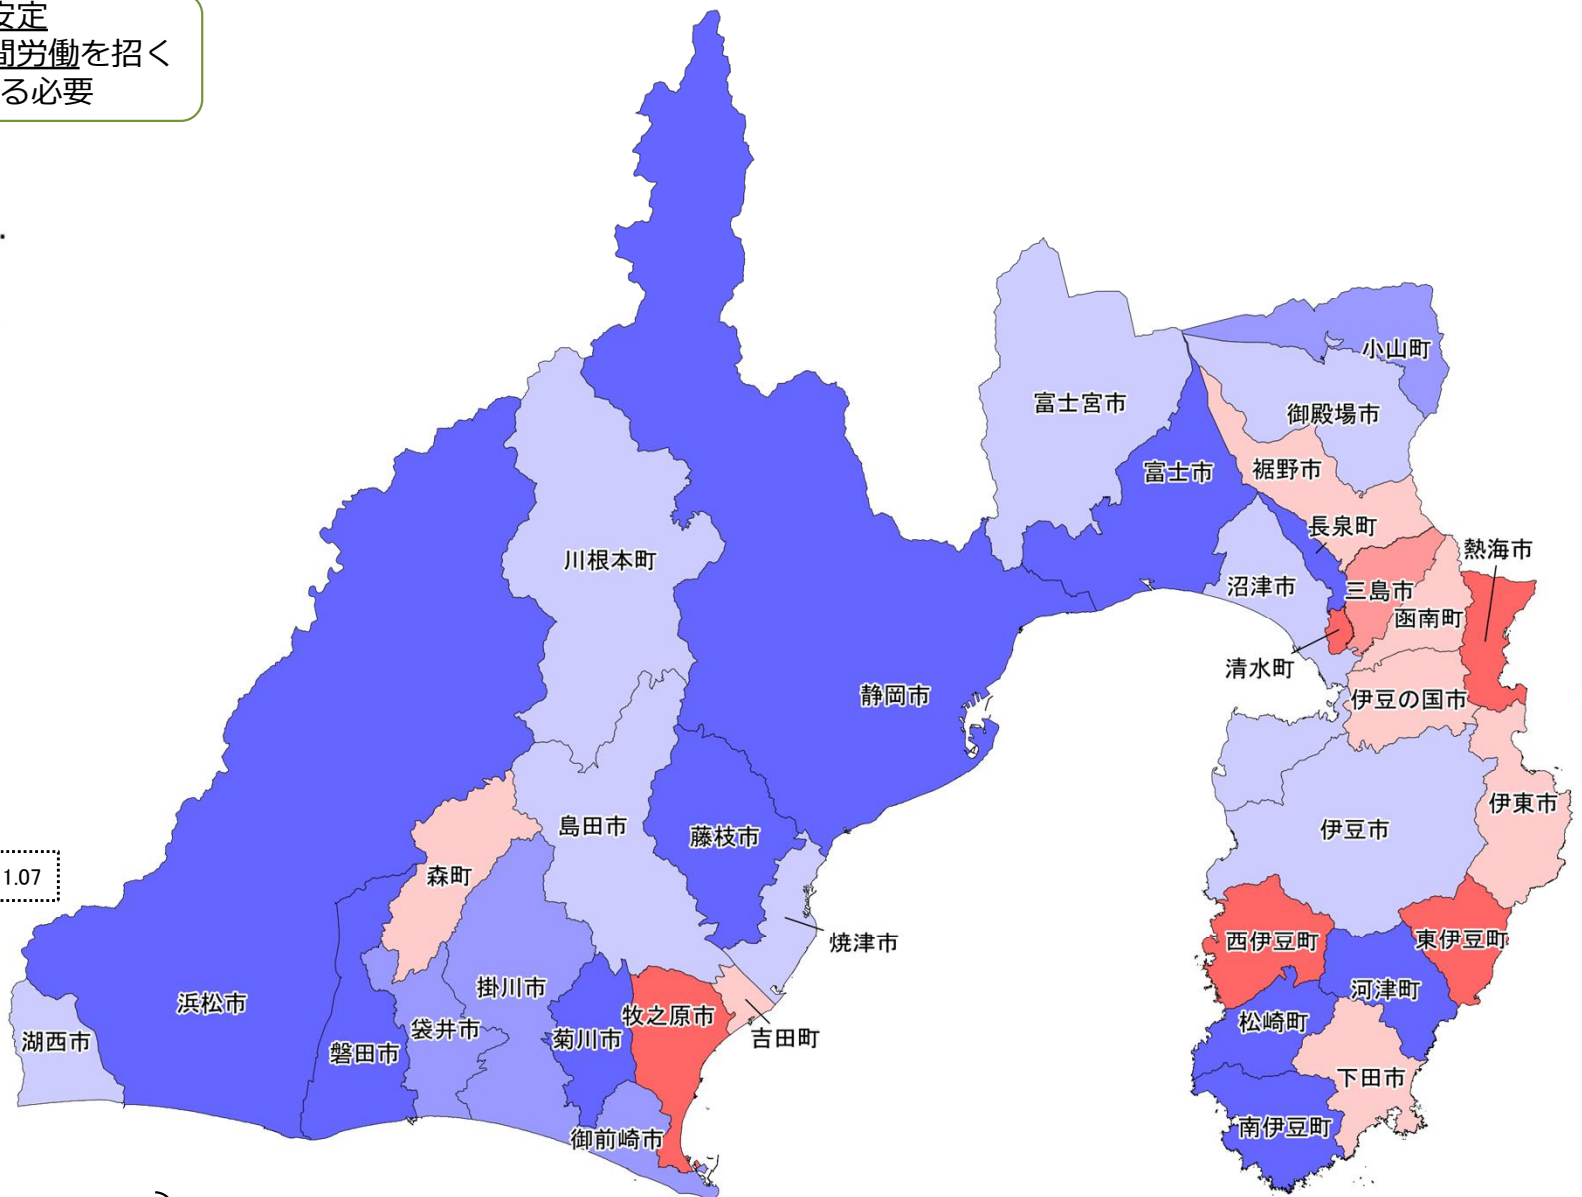 安定
間労働を招く
る必要
小山町
富士宮市
御殿場市
富士市
裾野市
長泉町
熱海市
川根本町
沼津市
三島市
函南町
清水町
静岡市
伊豆の国市
伊東市
島田市
藤枝市
伊豆市
森町
1.07
焼津市
西伊豆町
東伊豆町
掛川市
河津町
浜松市
牧之原市
松崎町
袋井市
菊川市
吉田町
湖西市
磐田市
下田市
御前崎市
南伊豆町